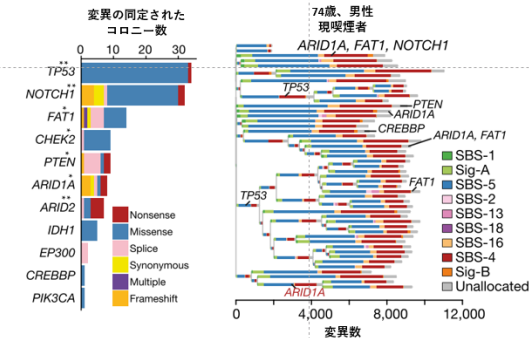 変異の同定された
コロニー数
0 10 20 30
**
TP53
**
NOTCH1
*
FAT1
*
CHEK2
*
PTEN
*
ARID1A
**
ARID2
IDH1
EP300
CREBBP
PIK3CA
Nonsense
Missense
Splice
Synonymous
Multiple
Frameshift
74歳、男性
現喫煙者
ARID1A, FAT1, NOTCH1
TP53
PTEN
ARID1A
CREBBP
ARID1A, FAT1
FAT1
TP53
ARID1A
SBS-1
Sig-A
SBS-5
SBS-2
SBS-13
SBS-18
SBS-16
SBS-4
Sig-B
Unallocated
0 4,000 8,000 12,000
変異数